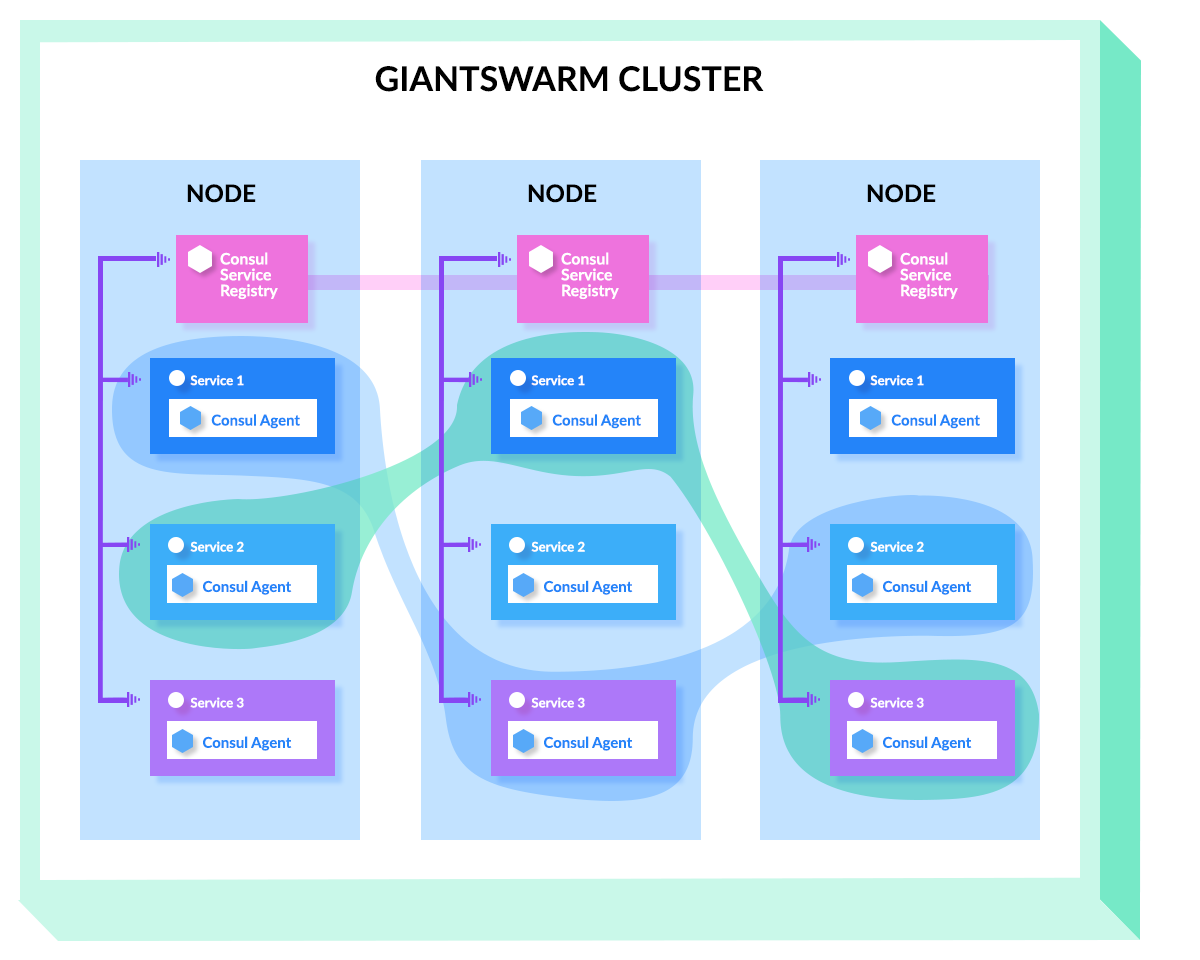 GIANTSWARM CLUSTER
NODE
Consul
Service
Registry
Service 1
Consul Agent
Service 2
Consul Agent
Service 3
Consul Agent
NODE
Consul
Service
Registry
Service 1
Consul Agent
Service 2
Consul Agent
Service 3
Consul Agent
NODE
Consul
Service
Registry
Service 1
Consul Agent
Service 2
Consul Agent
Service 3
Consul Agent